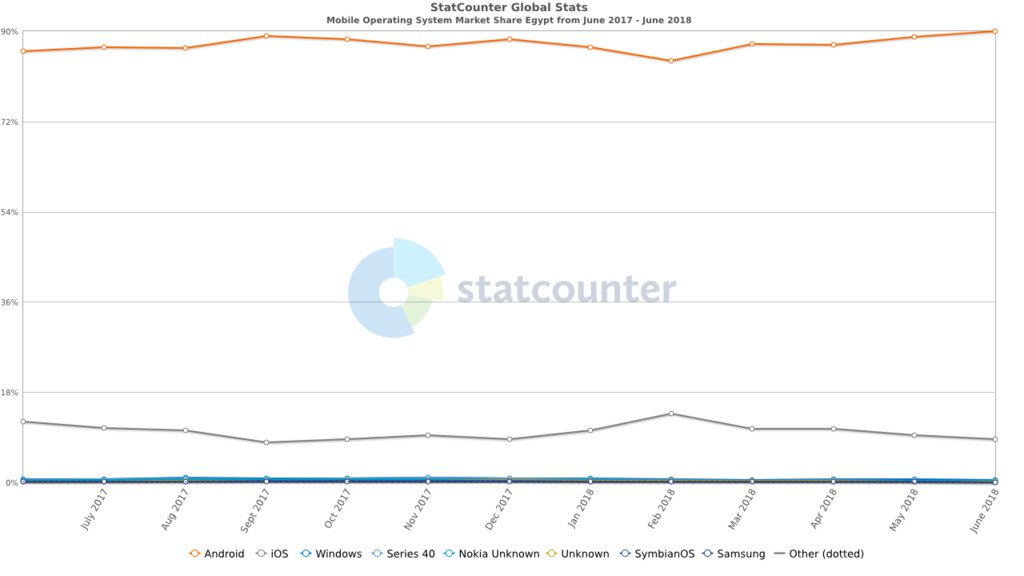 StatCounter Global Stats
Mobile Operating System Market Share Egypt from June 2017 - June 2018
90%
72%
54%
statcounter
36%
18%
0%
July 2017
Aug 2017
Sept 2017
Oct 2017
Nov 2017
Dec 2017
Jan 2018
Feb 2018
Mar 2018
Apr 2018
May 2018
June 2018
Android iOS Windows Series 40 Nokia Unknown Unknown SymbianOS Samsung Other (dotted)